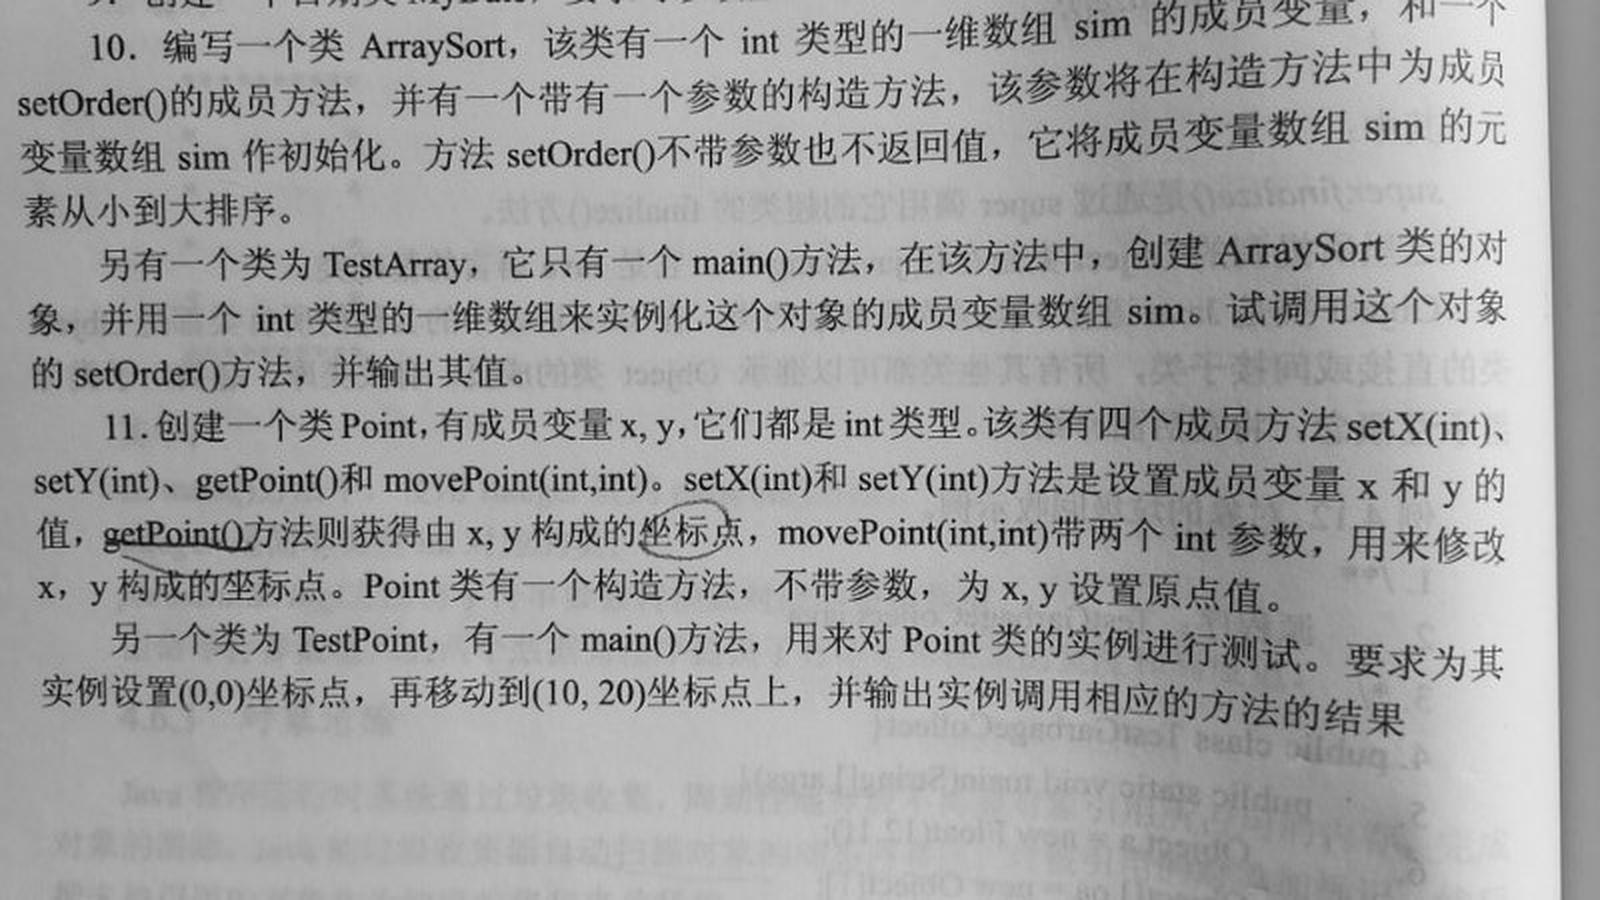 10. 编写一个类 ArraySort，该类有一个 int 类型的一维数组 sim 的成员变量，和一个
setOrder()的成员方法，并有一个带有一个参数的构造方法，该参数将在构造方法中为成员
变量数组 sim 作初始化。方法 setOrder()不带参数也不返回值，它将成员变量数组 sim 的元
素从小到大排序。
另有一个类为 TestArray，它只有一个 main()方法，在该方法中，创建 ArraySort 类的对
象，并用一个 int 类型的一维数组来实例化这个对象的成员变量数组 sim。试调用这个对象
的 setOrder()方法，并输出其值。
11. 创建一个类 Point，有成员变量 x, y，它们都是 int 类型。该类有四个成员方法 setX(int)、
setY(int)、getPoint()和 movePoint(int,int)。setX(int)和 setY(int)方法是设置成员变量 x 和 y 的
值，getPoint()方法则获得由 x, y 构成的坐标点，movePoint(int,int)带两个 int 参数，用来修改
x，y 构成的坐标点。Point 类有一个构造方法，不带参数，为 x, y 设置原点值。
另一个类为 TestPoint，有一个 main()方法，用来对 Point 类的实例进行测试。要求为其
实例设置(0,0)坐标点，再移动到(10, 20)坐标点上，并输出实例调用相应的方法的结果